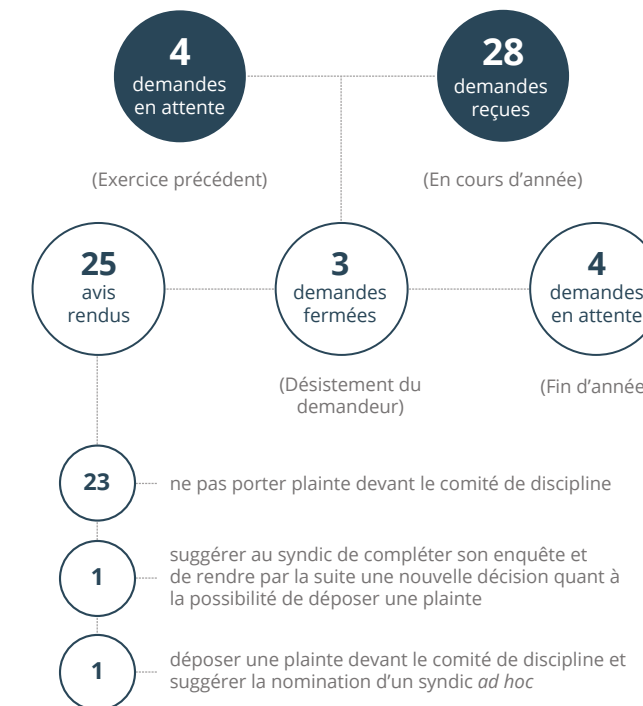 4
demandes
en attente
28
demandes
reçues
(Exercice précédent)
(En cours d’année)
25
avis
rendus
3
demandes
fermées
4
demandes
en attente
(Désistement du
demandeur)
(Fin d’année
23
ne pas porter plainte devant le comité de discipline
1
suggérer au syndic de compléter son enquête et
de rendre par la suite une nouvelle décision quant à
la possibilité de déposer une plainte
1
déposer une plainte devant le comité de discipline et
suggérer la nomination d’un syndic ad hoc